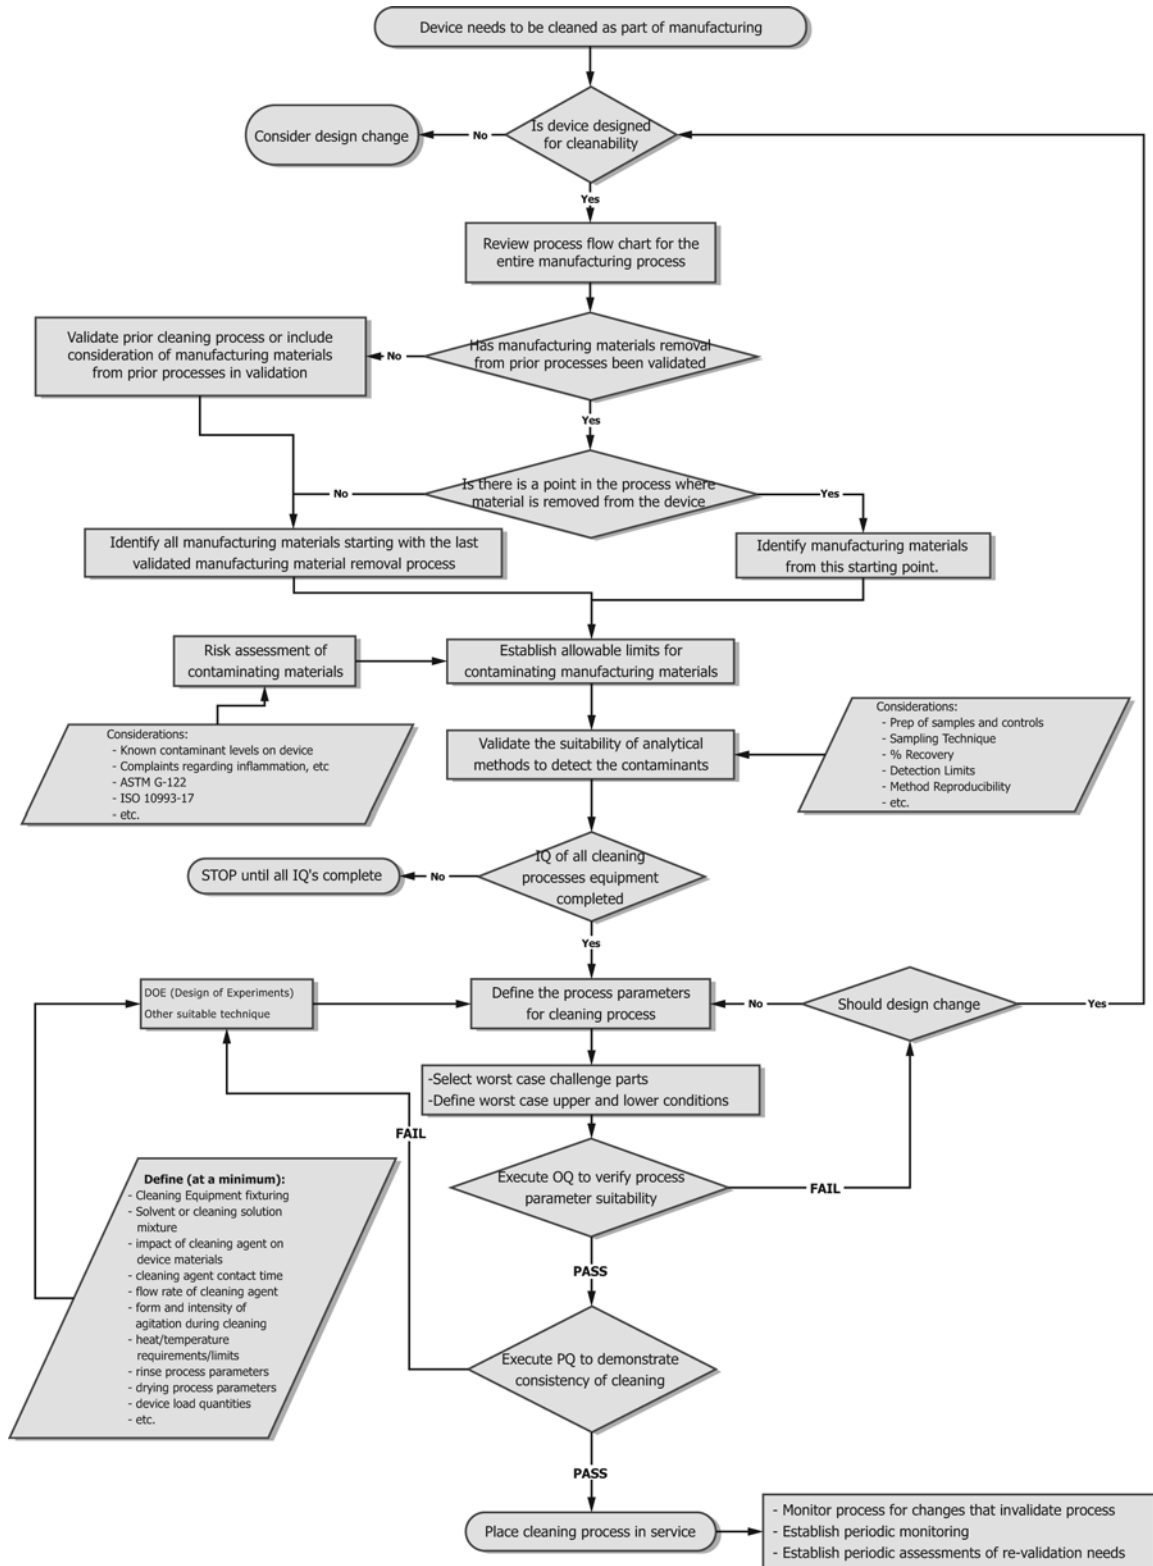 Device needs to be cleaned as part of manufacturing
Is device designed
for cleanability
No
Consider design change
Yes
Review process flow chart for the
entire manufacturing process
Has manufacturing materials removal
from prior processes been validated
No
Validate prior cleaning process or include
consideration of manufacturing materials
from prior processes in validation
Yes
Is there is a point in the process where
material is removed from the device
No
Yes
Identify all manufacturing materials starting with the last
validated manufacturing material removal process
Identify manufacturing materials
from this starting point.
Risk assessment of
contaminating materials
Establish allowable limits for
contaminating manufacturing materials
Considerations:
- Known contaminant levels on device
- Complaints regarding inflammation, etc
- ASTM G-122
- ISO 10993-17
- etc.
Validate the suitability of analytical
methods to detect the contaminants
Considerations:
- Prep of samples and controls
- Sampling Technique
- % Recovery
- Detection Limits
- Method Reproducibility
- etc.
IQ of all cleaning
processes equipment
completed
No
STOP until all IQ's complete
Yes
DOE (Design of Experiments)
Other suitable technique
Define the process parameters
for cleaning process
No
Should design change
Yes
-Select worst case challenge parts
-Define worst case upper and lower conditions
FAIL
Execute OQ to verify process
parameter suitability
FAIL
Define (at a minimum):
- Cleaning Equipment fixturing
- Solvent or cleaning solution
mixture
- impact of cleaning agent on
device materials
- cleaning agent contact time
- flow rate of cleaning agent
- form and intensity of
agitation during cleaning
- heat/temperature
requirements/limits
- rinse process parameters
- drying process parameters
- device load quantities
- etc.
PASS
Execute PQ to demonstrate
consistency of cleaning
PASS
Place cleaning process in service
- Monitor process for changes that invalidate process
- Establish periodic monitoring
- Establish periodic assessments of re-validation needs